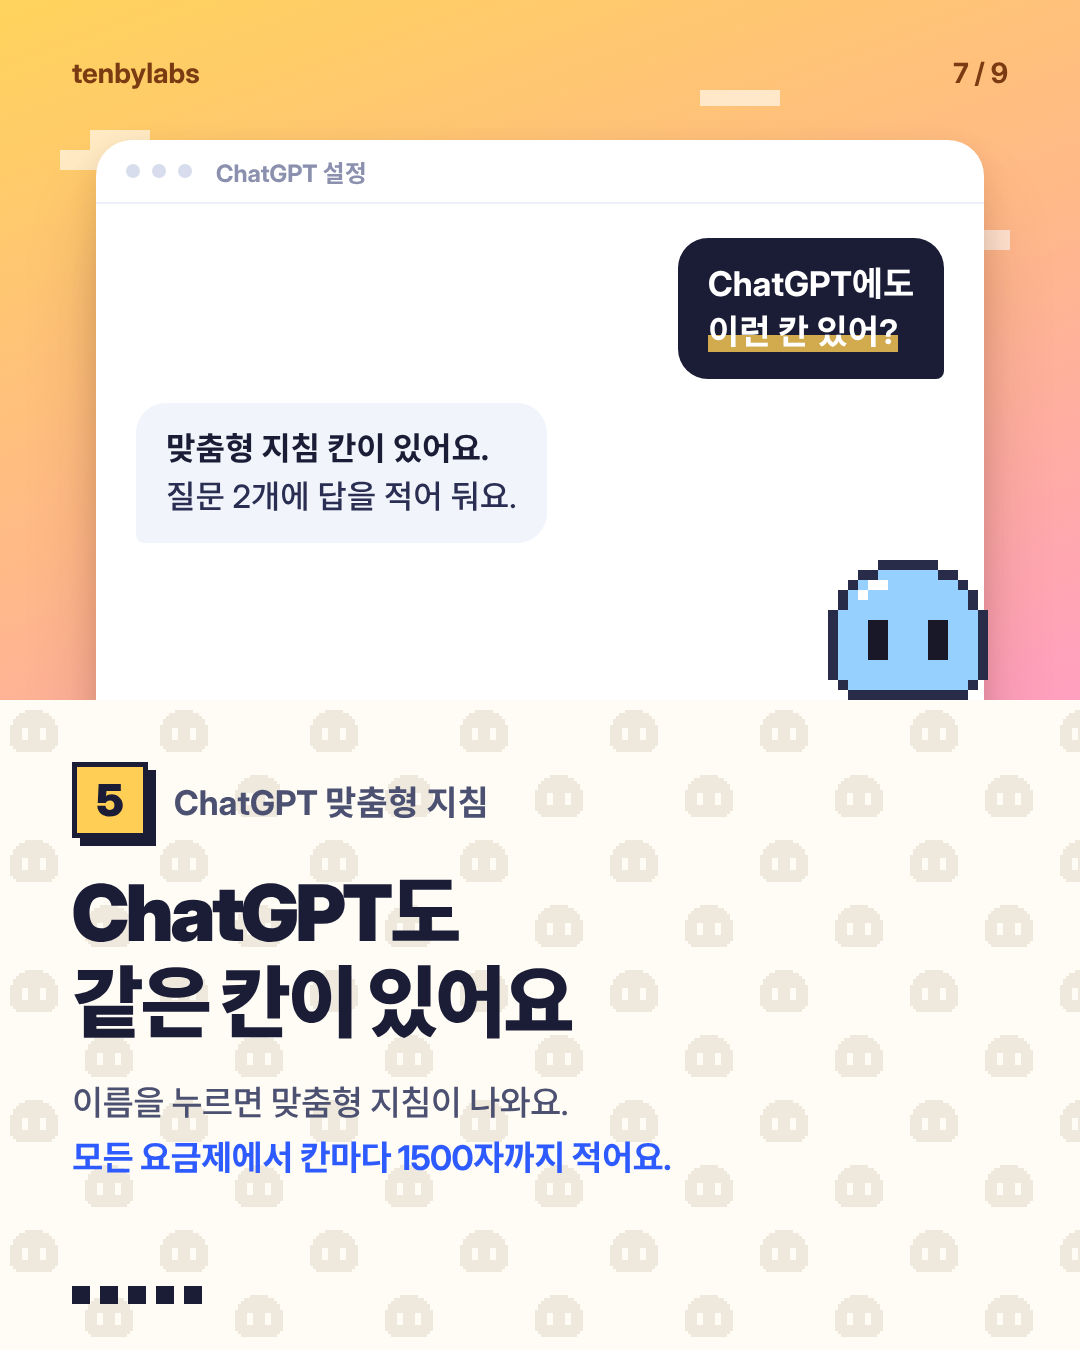 tenbylabs
7 / 9
ChatGPT 설정
ChatGPT에도
이런 칸 있어?
맞춤형 지침 칸이 있어요.
질문 2개에 답을 적어 둬요.
5
ChatGPT 맞춤형 지침
ChatGPT도
같은 칸이 있어요
이름을 누르면 맞춤형 지침이 나와요.
모든 요금제에서 칸마다 1500자까지 적어요.